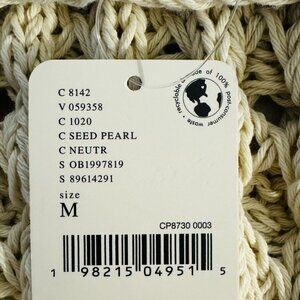 C 8142
V 059358
C 1020
C SEED PEARL
C NEUTR
S OB1997819
S 89614291
size
M
made of 100% post-consumer waste • recyclable
CP8730 0003
1 98215 04951 5